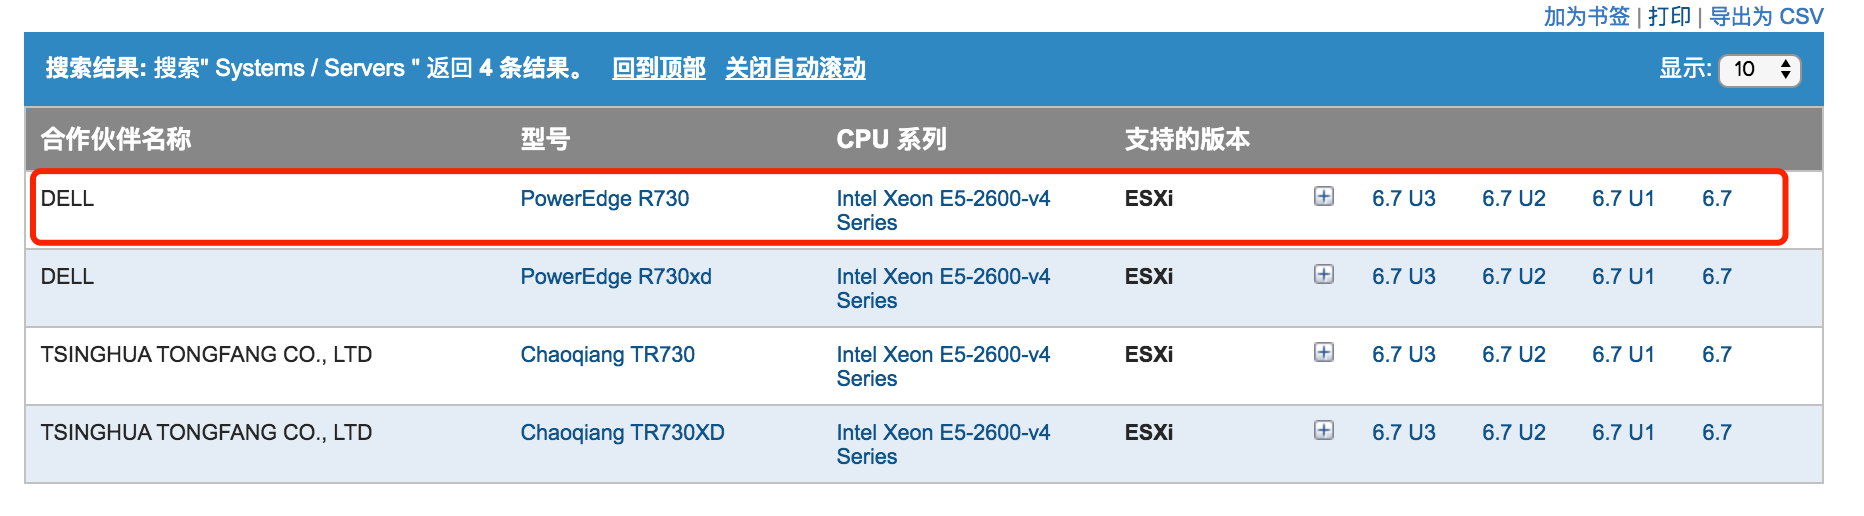 加为书签 | 打印 | 导出为 CSV
搜索结果: 搜索" Systems / Servers " 返回 4 条结果。 回到顶部 关闭自动滚动 显示: 10
合作伙伴名称 型号 CPU 系列 支持的版本
DELL PowerEdge R730 Intel Xeon E5-2600-v4 ESXi 6.7 U3 6.7 U2 6.7 U1 6.7
Series
DELL PowerEdge R730xd Intel Xeon E5-2600-v4 ESXi 6.7 U3 6.7 U2 6.7 U1 6.7
Series
TSINGHUA TONGFANG CO., LTD Chaoqiang TR730 Intel Xeon E5-2600-v4 ESXi 6.7 U3 6.7 U2 6.7 U1 6.7
Series
TSINGHUA TONGFANG CO., LTD Chaoqiang TR730XD Intel Xeon E5-2600-v4 ESXi 6.7 U3 6.7 U2 6.7 U1 6.7
Series